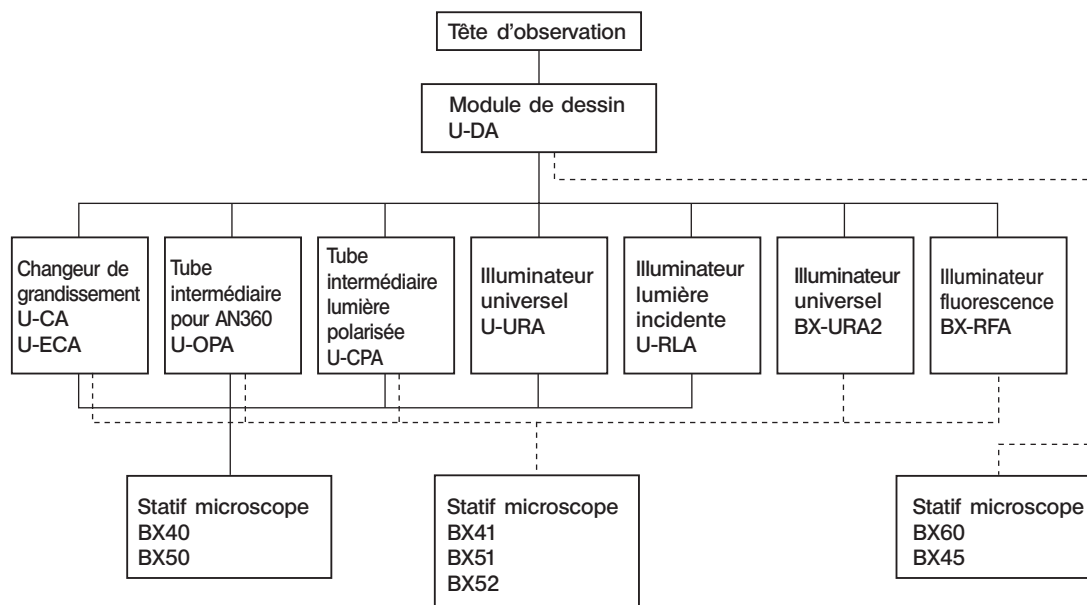 Tête d'observation
Module de dessin
U-DA
Changeur de
grandissement
U-CA
U-ECA
Tube
intermédiaire
pour AN360
U-OPA
Tube
intermédiaire
lumière
polarisée
U-CPA
Illuminateur
universel
U-URA
Illuminateur
lumière
incidente
U-RLA
Illuminateur
universel
BX-URA2
Illuminateur
fluorescence
BX-RFA
Statif microscope
BX40
BX50
Statif microscope
BX41
BX51
BX52
Statif microscope
BX60
BX45